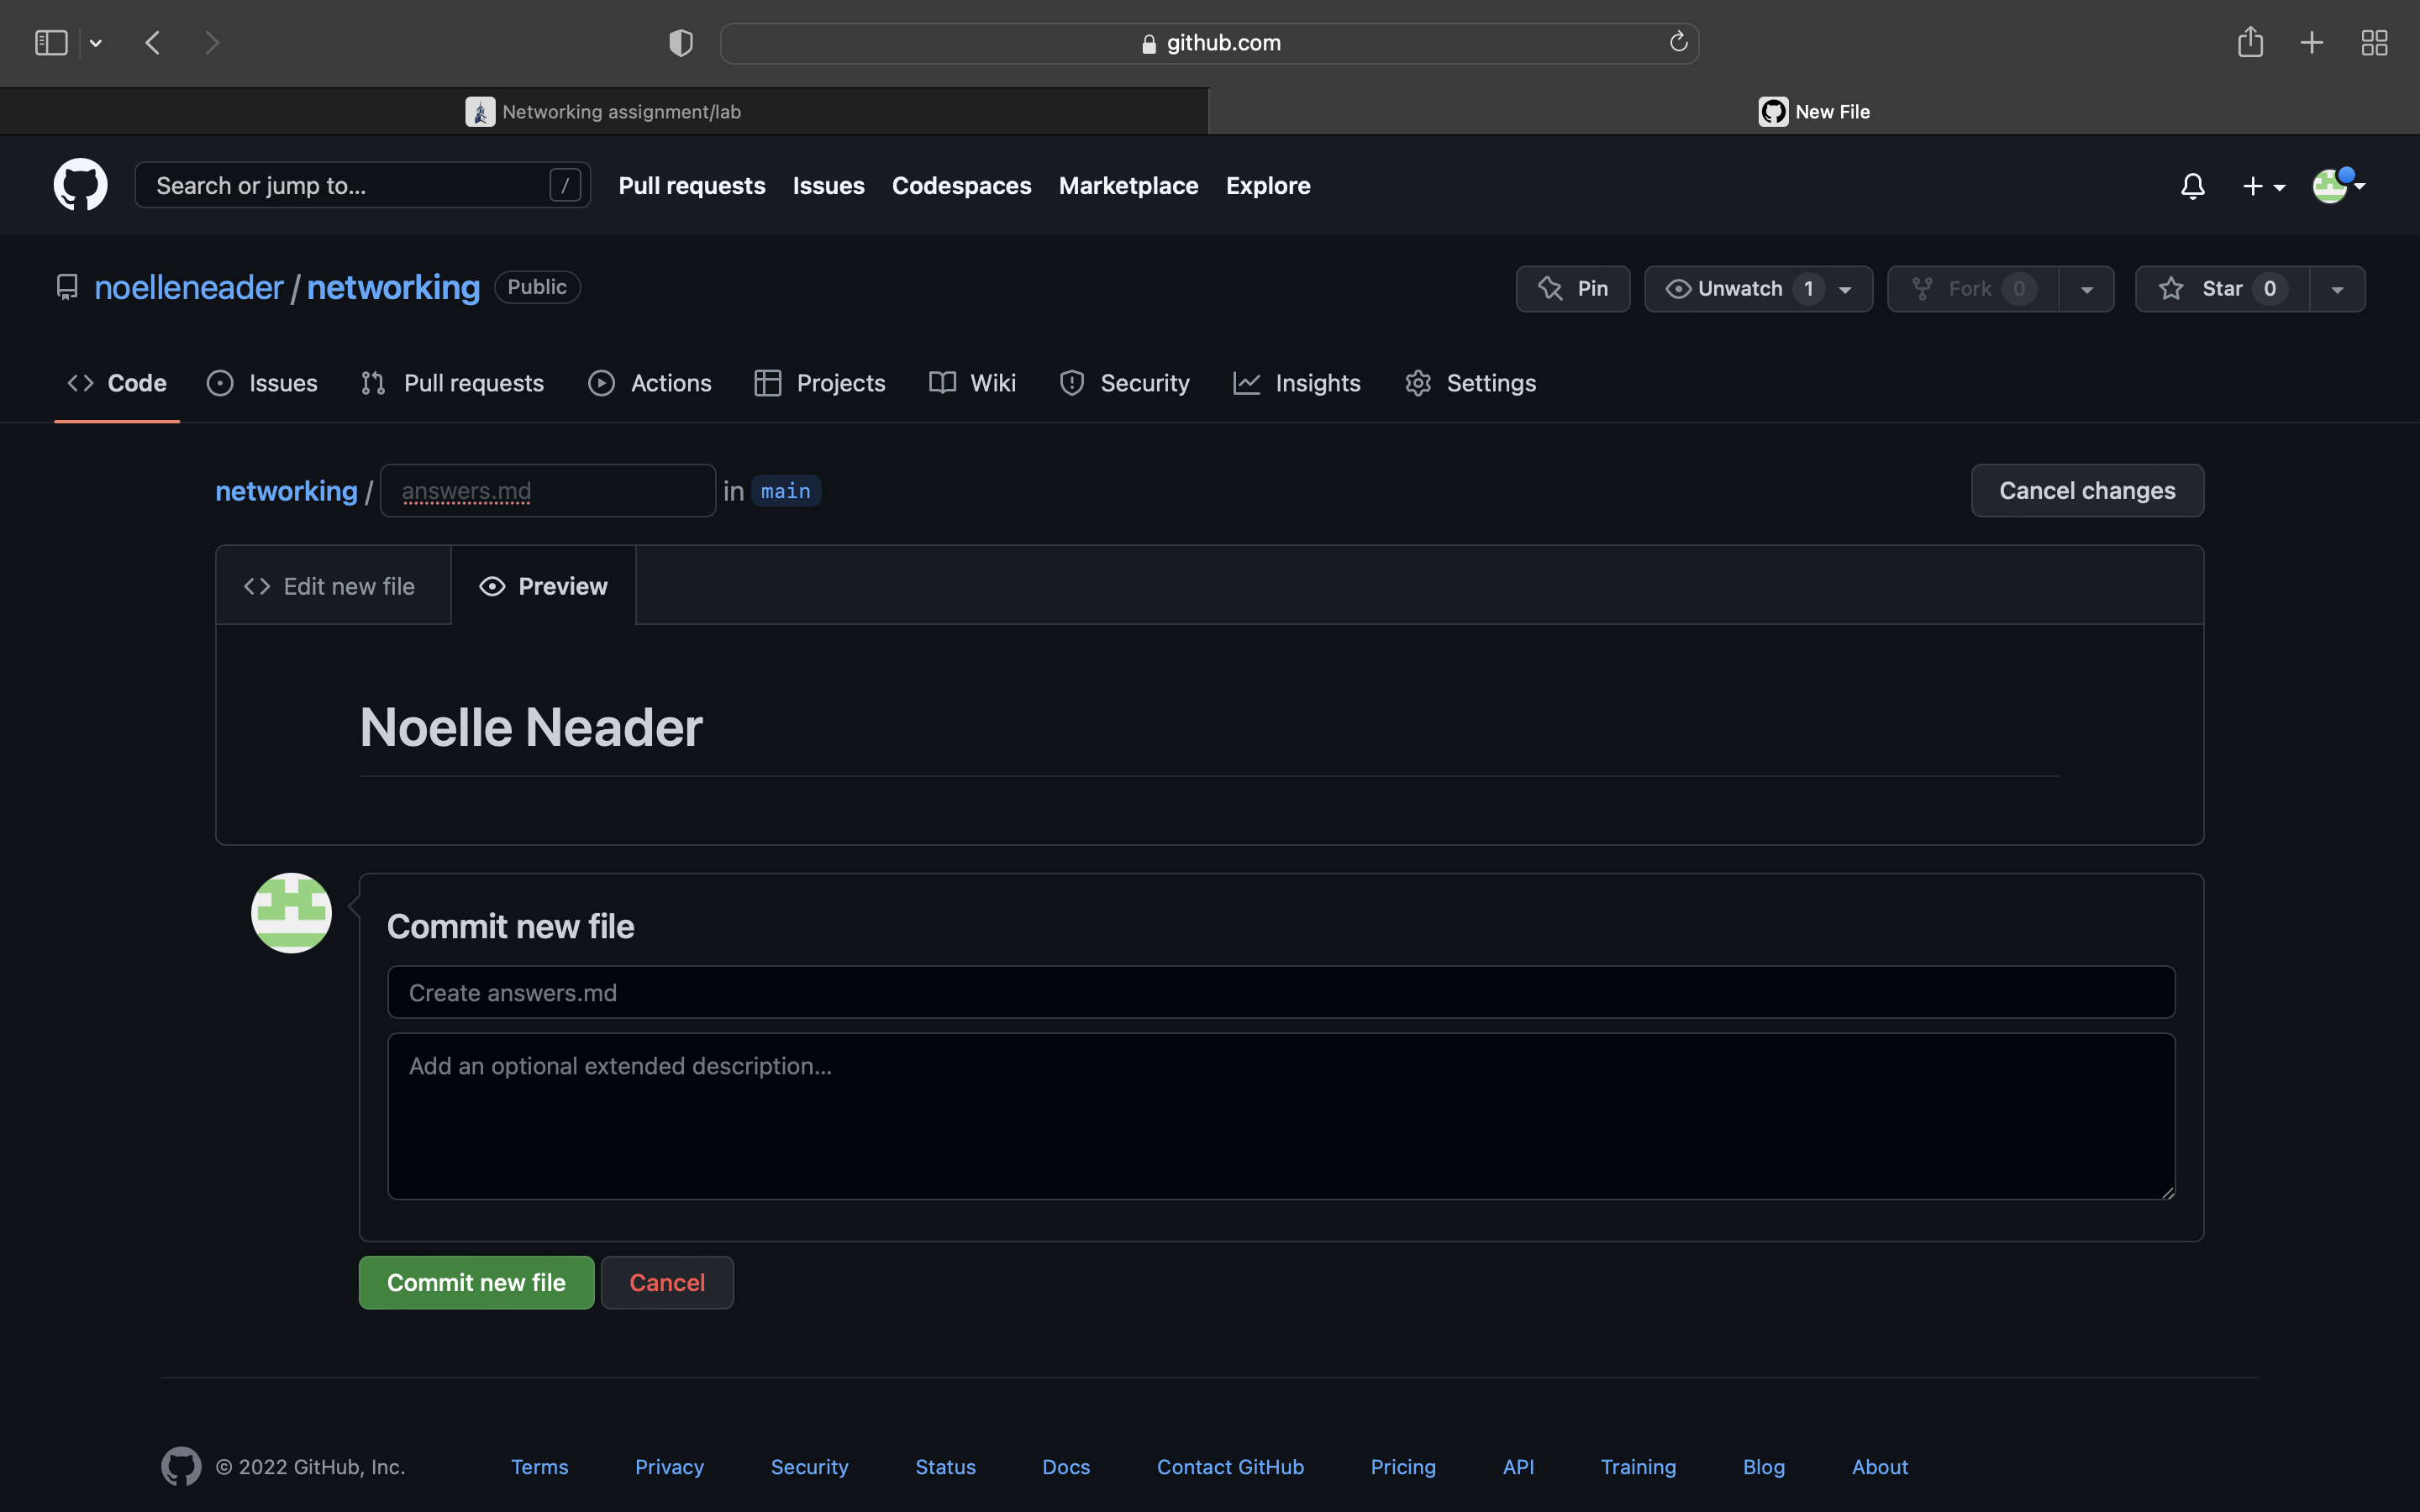 github.com
Networking assignment/lab
New File
Search or jump to... /
Pull requests Issues Codespaces Marketplace Explore
noelleneader / networking Public
Pin Unwatch 1 Fork 0 Star 0
Code Issues Pull requests Actions Projects Wiki Security Insights Settings
networking / answers.md in main Cancel changes
Edit new file Preview
Noelle Neader
Commit new file
Create answers.md
Add an optional extended description...
Commit new file Cancel
© 2022 GitHub, Inc. Terms Privacy Security Status Docs Contact GitHub Pricing API Training Blog About